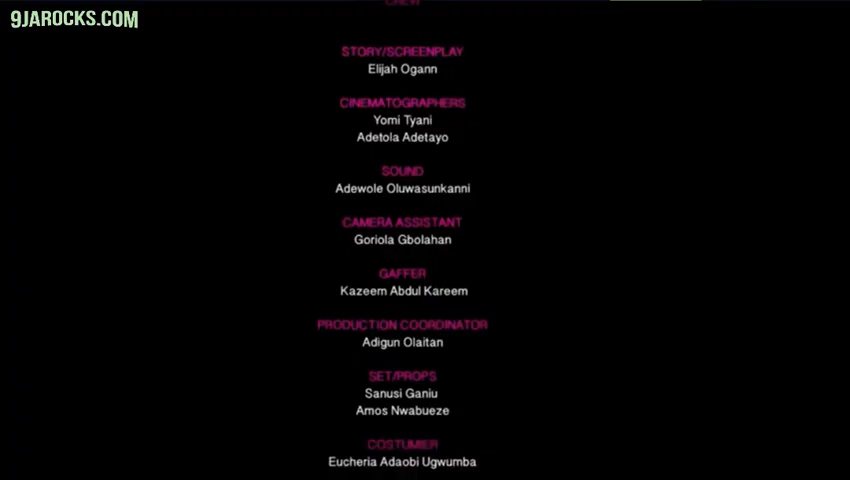 9JAROCKS.COM
CREW
STORY/SCREENPLAY
Elijah Ogann
CINEMATOGRAPHERS
Yomi Tyani
Adetola Adetayo
SOUND
Adewole Oluwasunkanni
CAMERA ASSISTANT
Goriola Gbolahan
GAFFER
Kazeem Abdul Kareem
PRODUCTION COORDINATOR
Adigun Olaitan
SET/PROPS
Sanusi Ganiu
Amos Nwabueze
COSTUMIER
Eucheria Adaobi Ugwumba